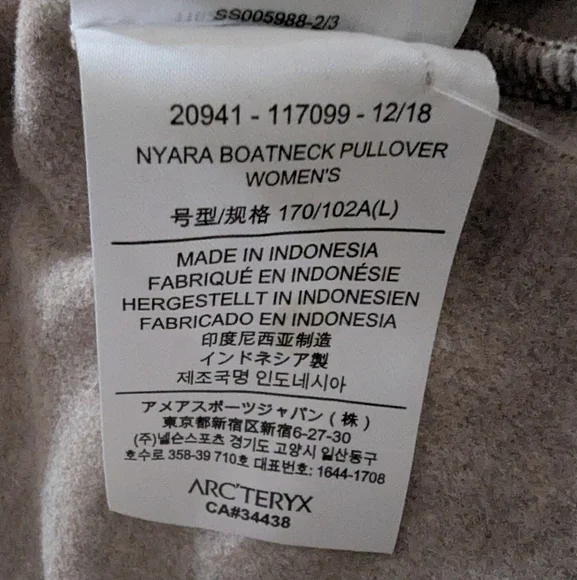 SS005988-2/3
20941 - 117099 - 12/18
NYARA BOATNECK PULLOVER
WOMEN'S
号型/规格 170/102A(L)
MADE IN INDONESIA
FABRIQUÉ EN INDONÉSIE
HERGESTELLT IN INDONESIEN
FABRICADO EN INDONESIA
印度尼西亚制造
インドネシア製
제조국명 인도네시아
アメアスポーツジャパン ( 株 )
東京都新宿区新宿6-27-30
(주)넬슨스포츠 경기도 고양시 일산동구
호수로 358-39 710호 대표번호: 1644-1708
ARC'TERYX
CA#34438